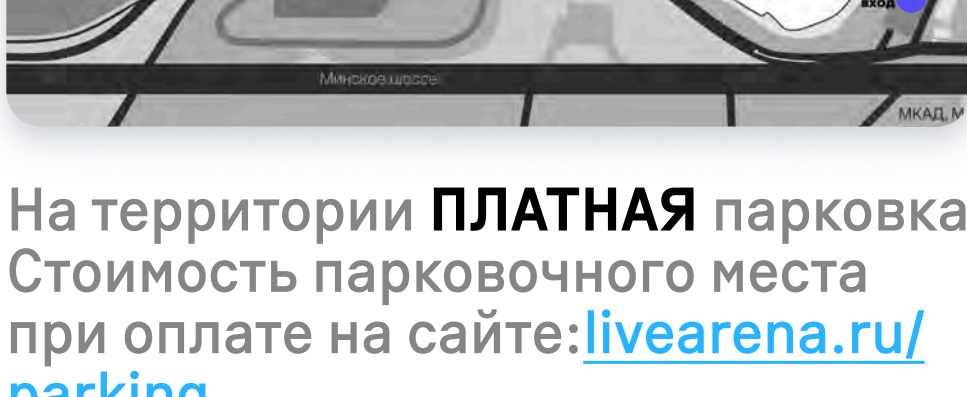 вход
Минское шоссе
МКАД, М
На территории ПЛАТНАЯ парковка
Стоимость парковочного места
при оплате на сайте:livearena.ru/
parking